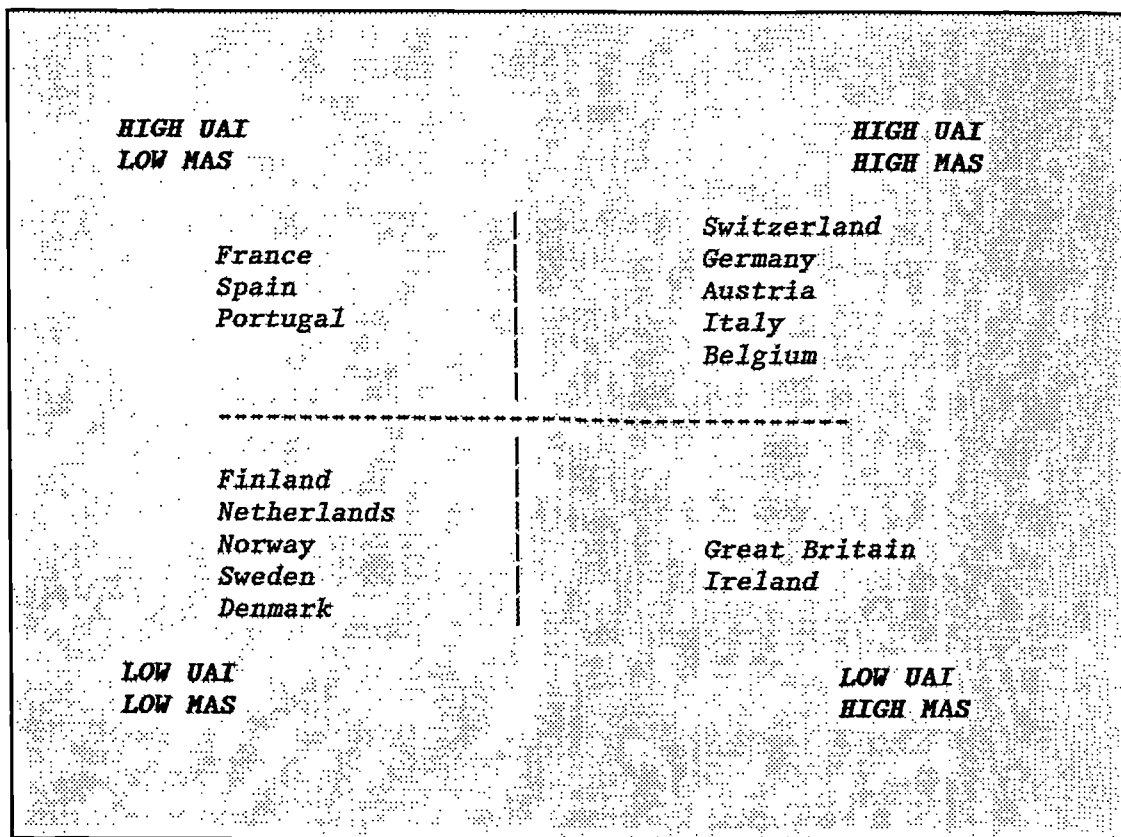 HIGH UAI
LOW MAS
HIGH UAI
HIGH MAS
France
Spain
Portugal
Switzerland
Germany
Austria
Italy
Belgium
Finland
Netherlands
Norway
Sweden
Denmark
Great Britain
Ireland
LOW UAI
LOW MAS
LOW UAI
HIGH MAS